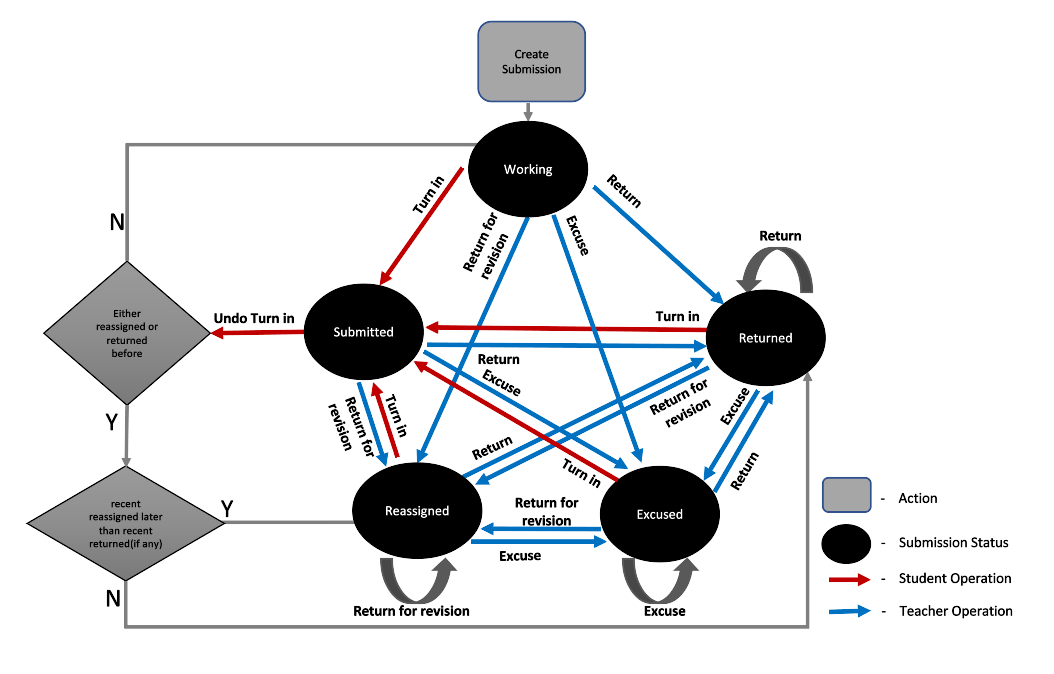 Create
Submission
Working
Turn in
Return for
revision
Excuse
Return
N
Either
reassigned or
returned
before
Undo Turn in
Submitted
Turn in
Return
Returned
Return
Excuse
Return for
revision
Turn in
Return for
revision
Excuse
Return
Y
Return
Turn in
recent
reassigned later
than recent
returned(if any)
Y
Reassigned
Return for
revision
Excuse
Excused
N
Return for revision
Excuse
- Action
- Submission Status
- Student Operation
- Teacher Operation